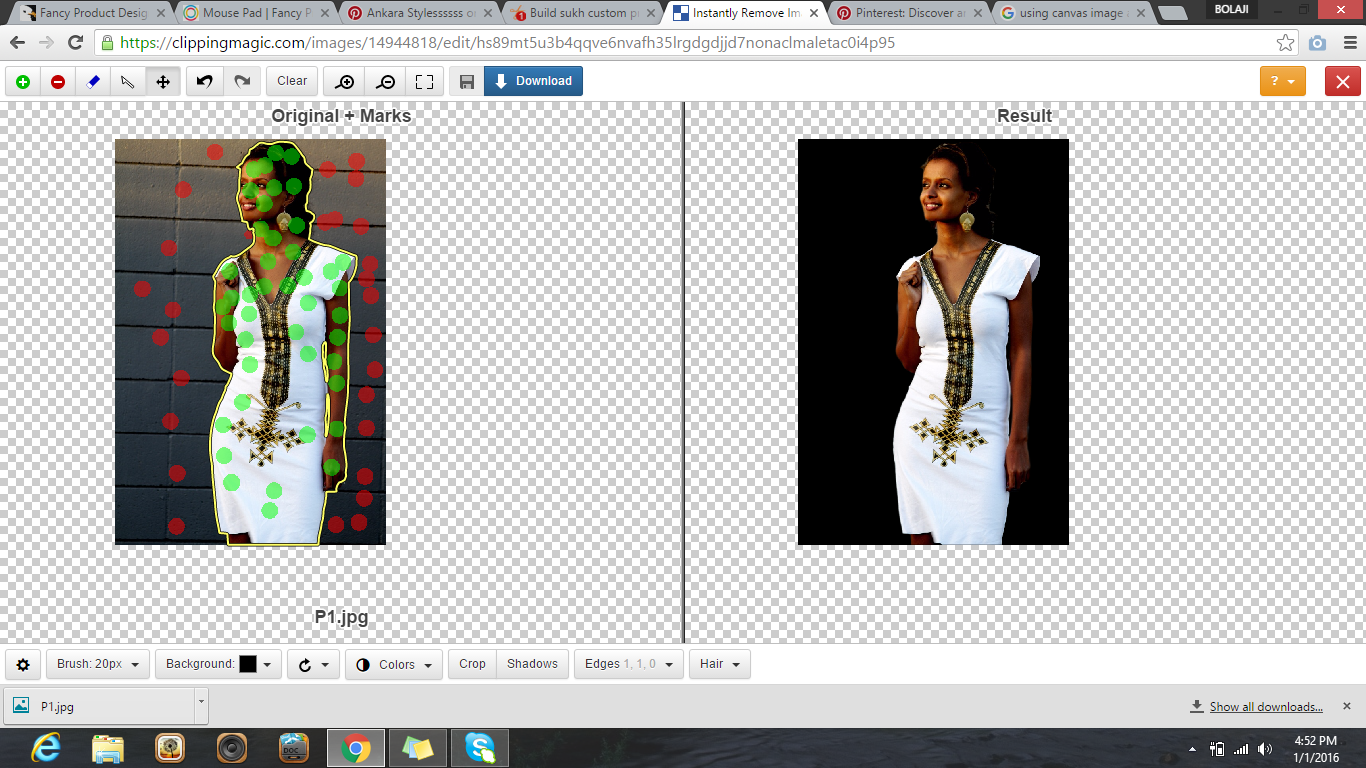 Fancy Product Desig
Mouse Pad | Fancy P
Ankara Stylessssss o
Build sukh custom p
Instantly Remove Im
Pinterest: Discover a
using canvas image
BOLAJI
https://clippingmagic.com/images/14944818/edit/hs89mt5u3b4qqve6nvafh35lrgdgdjjd7nonaclmaletac0i4p95
Clear
Download
?
Original + Marks
Result
P1.jpg
Brush: 20px
Background:
Colors
Crop
Shadows
Edges 1, 1, 0
Hair
P1.jpg
Show all downloads...
DOC
4:52 PM
1/1/2016